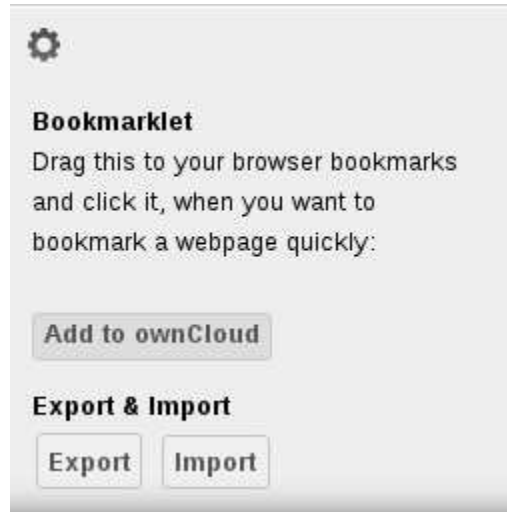 Bookmarklet
Drag this to your browser bookmarks
and click it, when you want to
bookmark a webpage quickly:
Add to ownCloud
Export & Import
Export Import